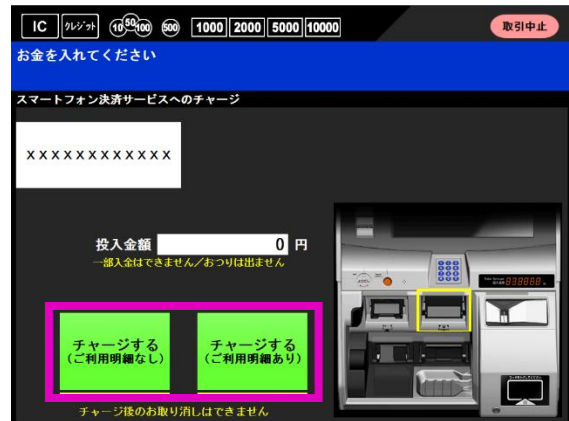 IC クレジット 10 50 100 500 1000 2000 5000 10000 取引中止
お金を入れてください
スマートフォン決済サービスへのチャージ
XXXXXXXXXXXX
投入金額 0 円
一部入金はできません/おつりは出ません
チャージする チャージする
(ご利用明細なし) (ご利用明細あり)
チャージ後のお取り消しはできません